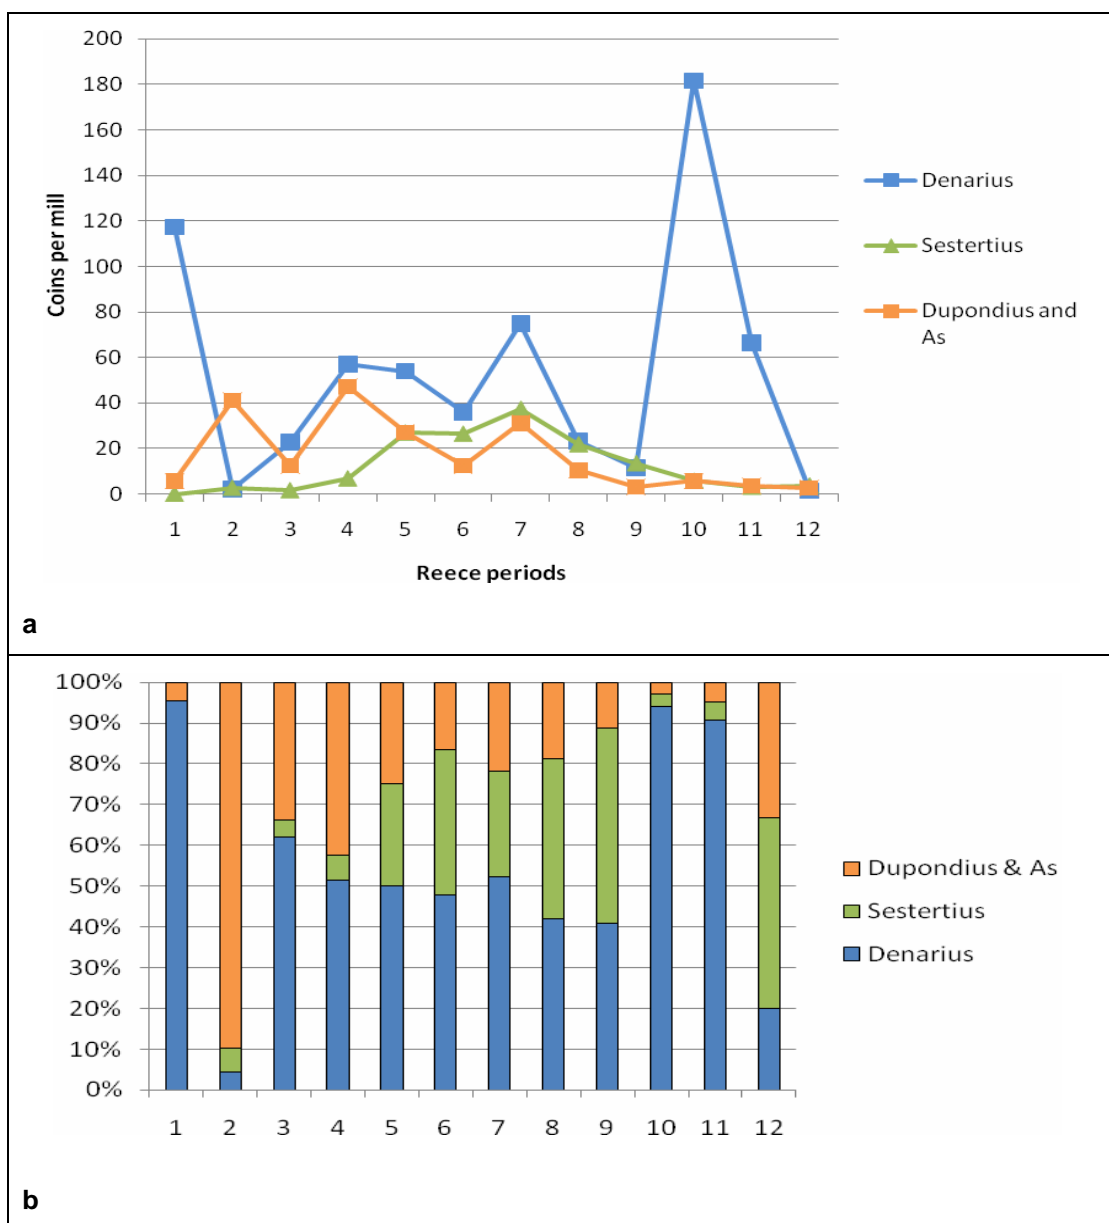 200
180
160
140
120
100
80
60
40
20
0
Coins per mill
1 2 3 4 5 6 7 8 9 10 11 12
Reece periods
Denarius
Sestertius
Dupondius and
As
a
100%
90%
80%
70%
60%
50%
40%
30%
20%
10%
0%
1 2 3 4 5 6 7 8 9 10 11 12
Dupondius & As
Sestertius
Denarius
b